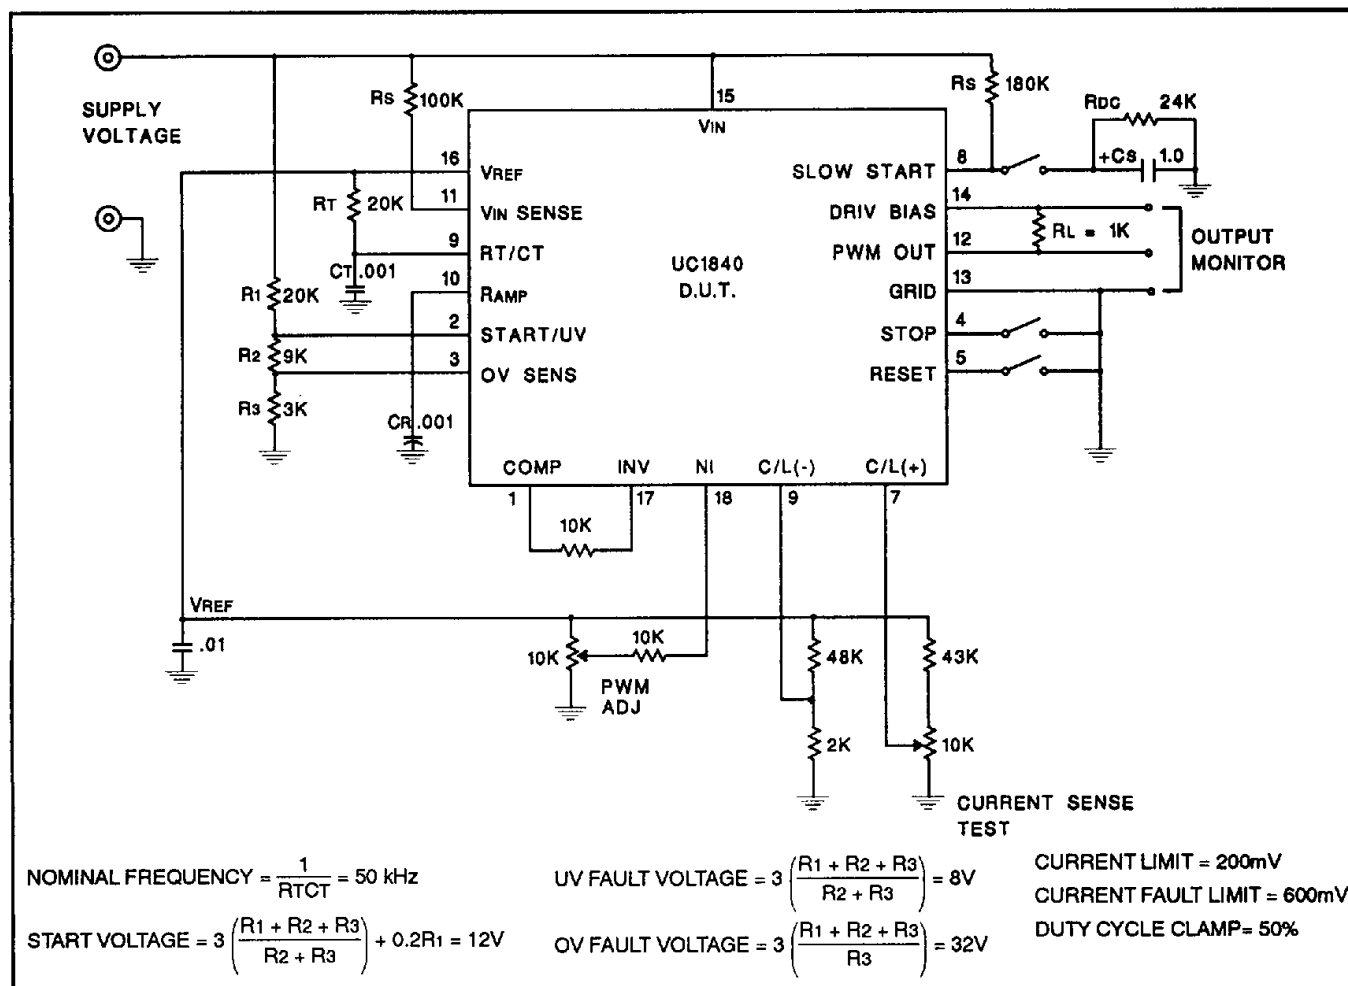 SUPPLY
VOLTAGE
Rs 100K
15
VIN
Rs 180K
RDC 24K
16
VREF
RT 20K
11
VIN SENSE
9
RT/CT
CT .001
10
RAMP
R1 20K
2
START/UV
R2 9K
3
OV SENS
R3 3K
CR .001
UC1840
D.U.T.
SLOW START
8
+Cs 1.0
DRIV BIAS
14
RL = 1K
PWM OUT
12
OUTPUT
MONITOR
GRID
13
STOP
4
RESET
5
COMP
INV
NI
C/L(-)
C/L(+)
1
17
18
9
7
10K
VREF
.01
10K
10K
PWM
ADJ
48K
43K
2K
10K
CURRENT SENSE
TEST
NOMINAL FREQUENCY = 1 / RTCT = 50 kHz
UV FAULT VOLTAGE = 3 ( R1 + R2 + R3 / R2 + R3 ) = 8V
CURRENT LIMIT = 200mV
CURRENT FAULT LIMIT = 600mV
START VOLTAGE = 3 ( R1 + R2 + R3 / R2 + R3 ) + 0.2R1 = 12V
OV FAULT VOLTAGE = 3 ( R1 + R2 + R3 / R3 ) = 32V
DUTY CYCLE CLAMP= 50%